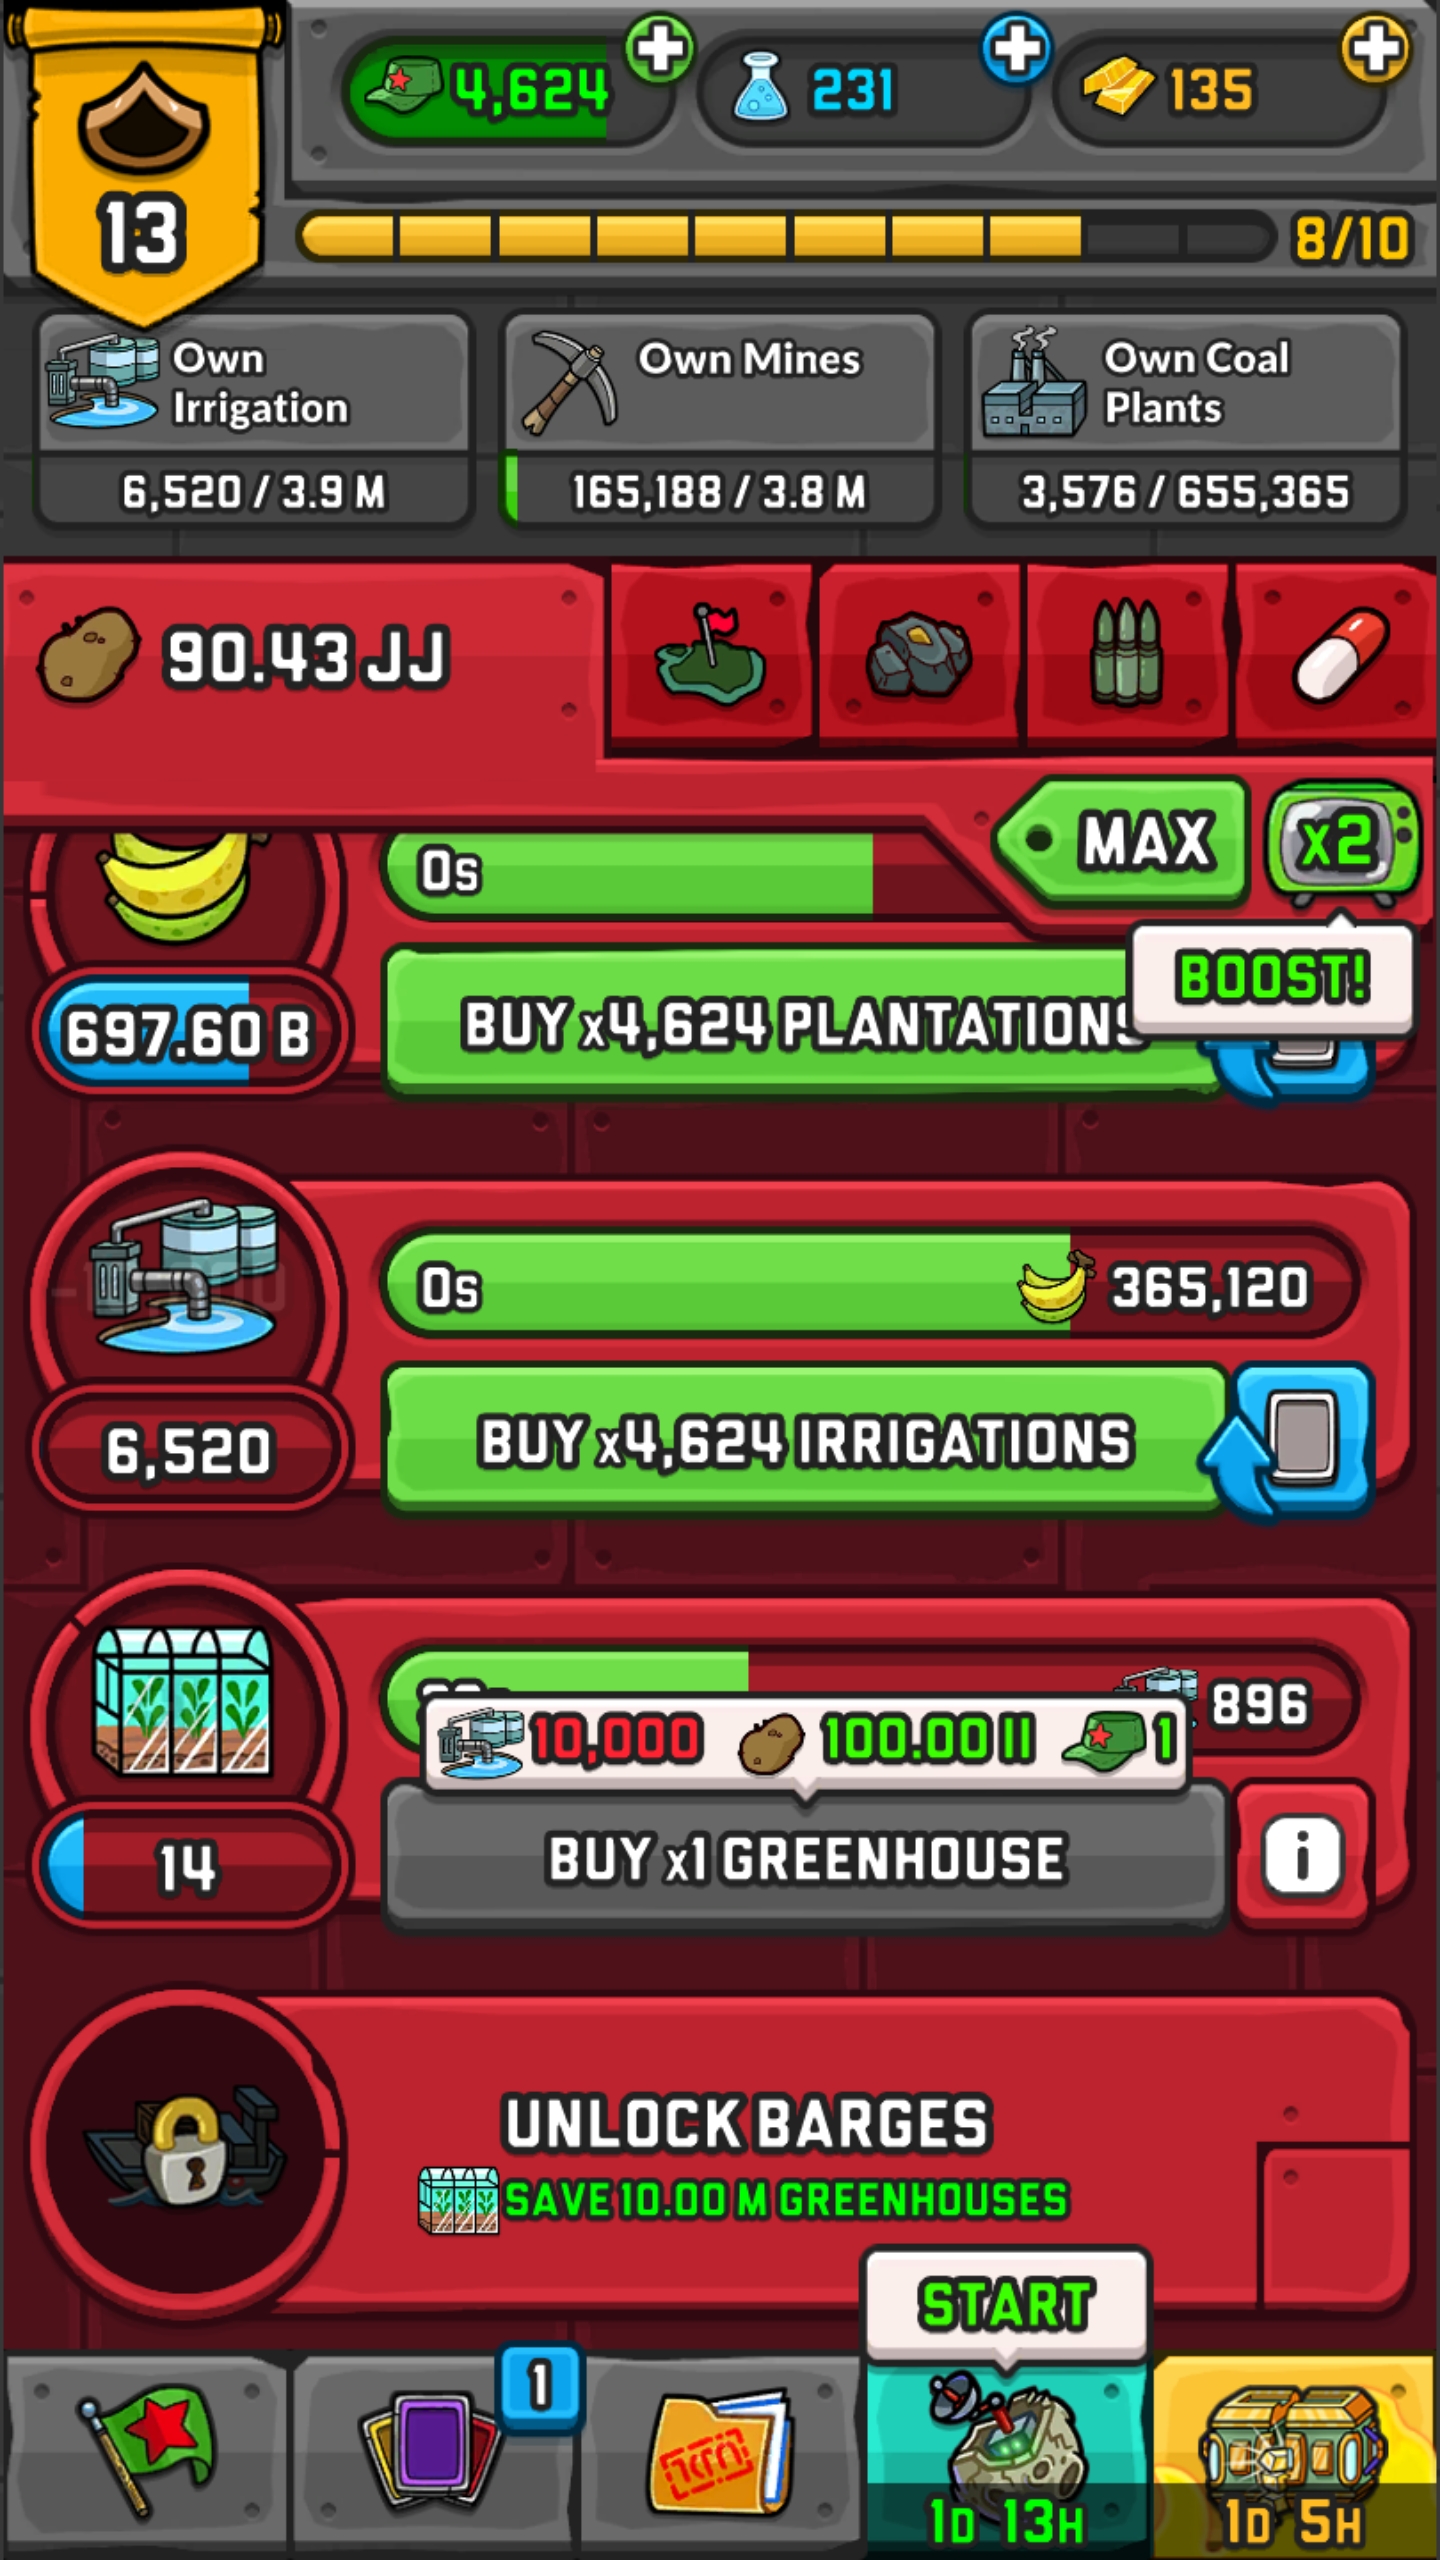 4,624
231
135
13
8/10
Own
Irrigation
6,520 / 3.9 M
Own Mines
165,188 / 3.8 M
Own Coal
Plants
3,576 / 655,365
90.43 JJ
MAX
x2
0s
BOOST!
697.60 B
BUY x4,624 PLANTATIONS
0s
365,120
6,520
BUY x4,624 IRRIGATIONS
896
10,000
100.00 II
1
14
BUY x1 GREENHOUSE
i
UNLOCK BARGES
SAVE 10.00 M GREENHOUSES
START
1
1D 13H
1D 5H